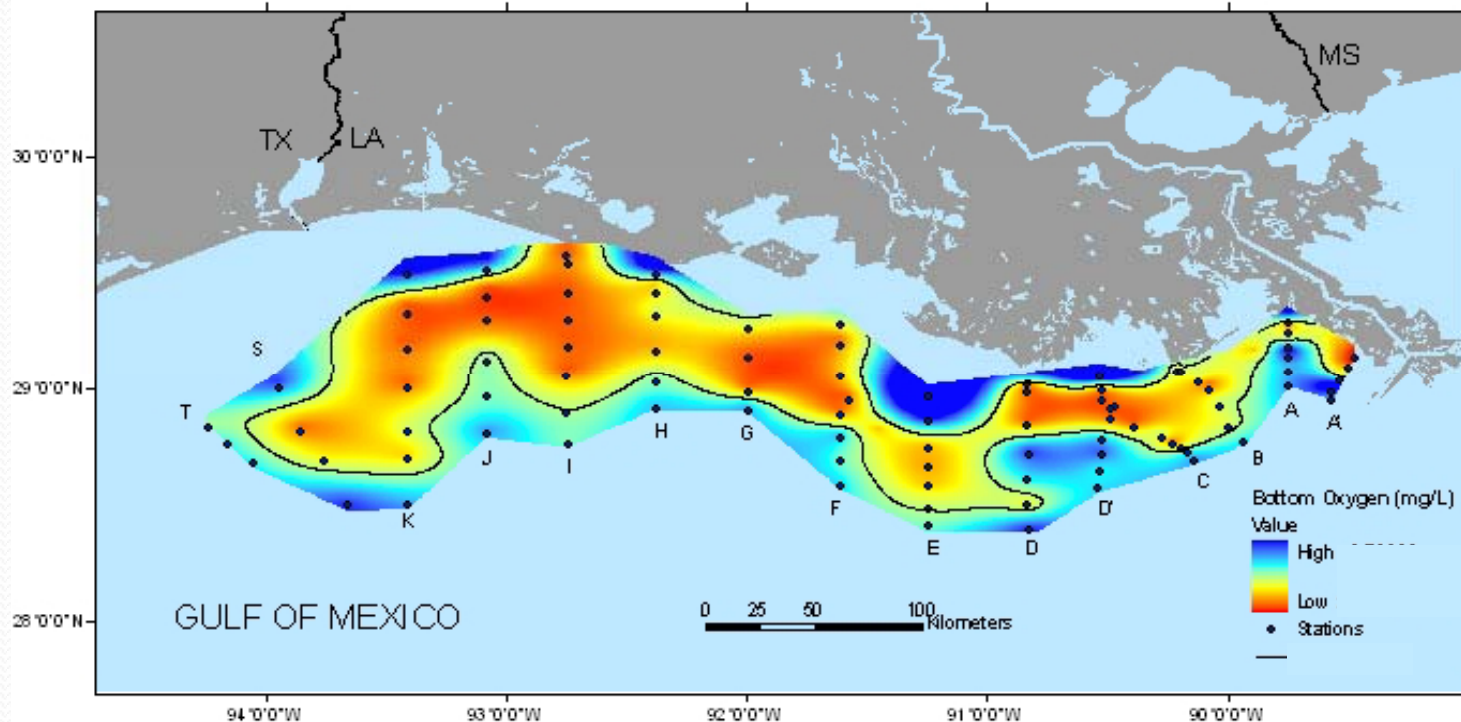 MS
TX LA
30°0'0"N
S
29°0'0"N
T
A A'
H G
J I
B
C
F D'
K
E D
Bottom Oxygen (mg/L)
Value
High
Low
Stations
GULF OF MEXICO
0 25 50 100
Kilometers
28°0'0"N
94°0'0"W 93°0'0"W 92°0'0"W 91°0'0"W 90°0'0"W